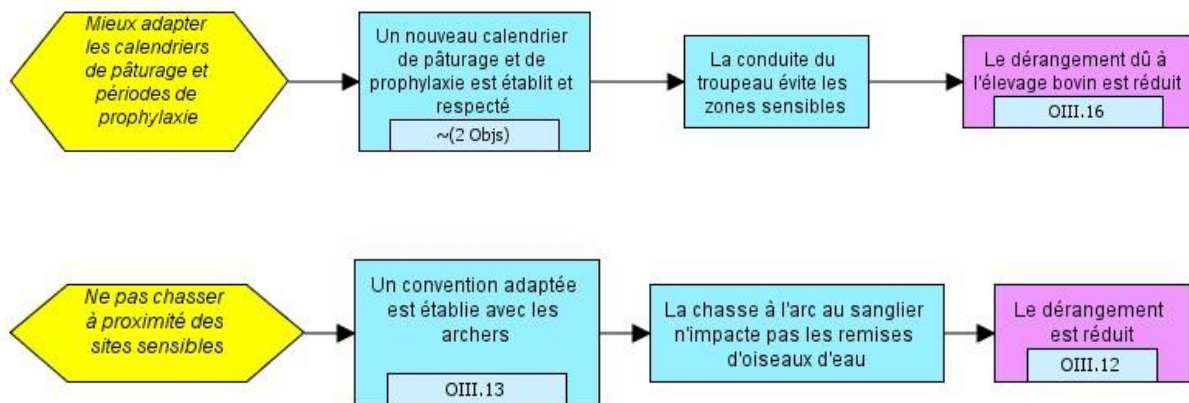 Mieux adapter
les calendriers
de pâturage et
périodes de
prophylaxie
Un nouveau calendrier
de pâturage et de
prophylaxie est établit et
respecté
~(2 Objs)
La conduite du
troupeau évite les
zones sensibles
Le dérangement dû à
l'élevage bovin est réduit
OIII.16
Ne pas chasser
à proximité des
sites sensibles
Un convention adaptée
est établie avec les
archers
OIII.13
La chasse à l'arc au sanglier
n'impacte pas les remises
d'oiseaux d'eau
Le dérangement
est réduit
OIII.12